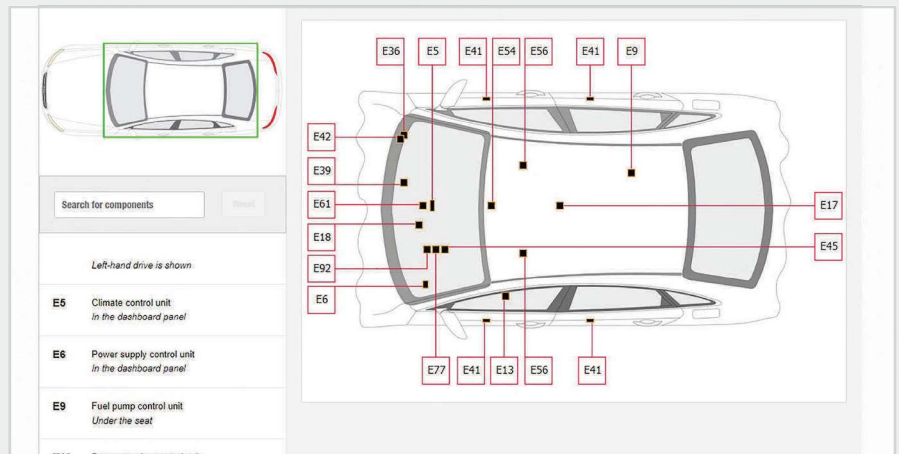 E36
E5
E41
E54
E56
E41
E9
E42
E39
E61
E18
E92
E6
E17
E45
E77
E41
E13
E56
E41
Search for components
Reset
Left-hand drive is shown
E5 Climate control unit
In the dashboard panel
E6 Power supply control unit
In the dashboard panel
E9 Fuel pump control unit
Under the seat